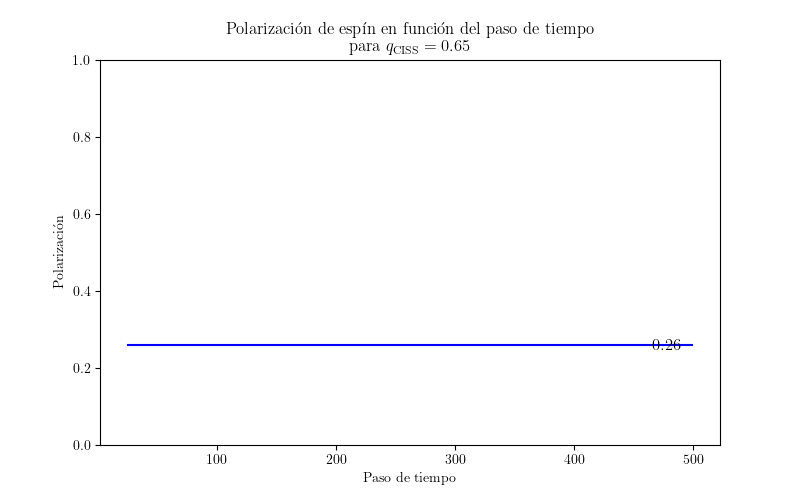 Polarización de espín en función del paso de tiempo
para q_CISS = 0.65
1.0
0.8
0.6
0.4
0.2
0.0
Polarización
0.26
100 200 300 400 500
Paso de tiempo